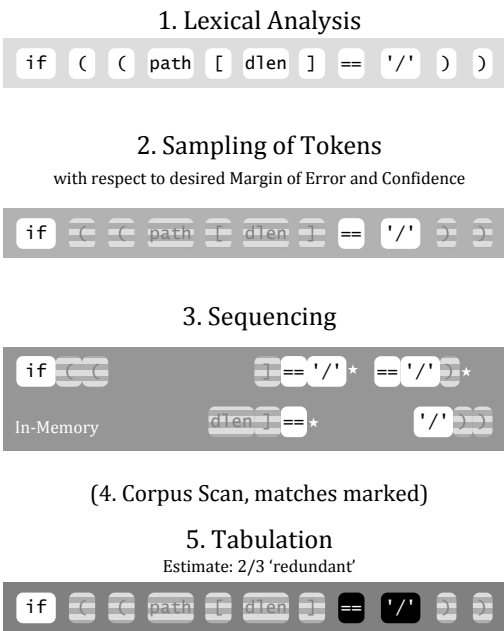 1. Lexical Analysis
if ( ( path [ dlen ] == '/' ) )
2. Sampling of Tokens
with respect to desired Margin of Error and Confidence
if ( ( path [ dlen ] == '/' ) )
3. Sequencing
if ( ( ] == '/' ★ == '/' ) ★
In-Memory dlen ] == ★ '/' ) )
(4. Corpus Scan, matches marked)
5. Tabulation
Estimate: 2/3 ‘redundant’
if ( ( path [ dlen ] == '/' ) )